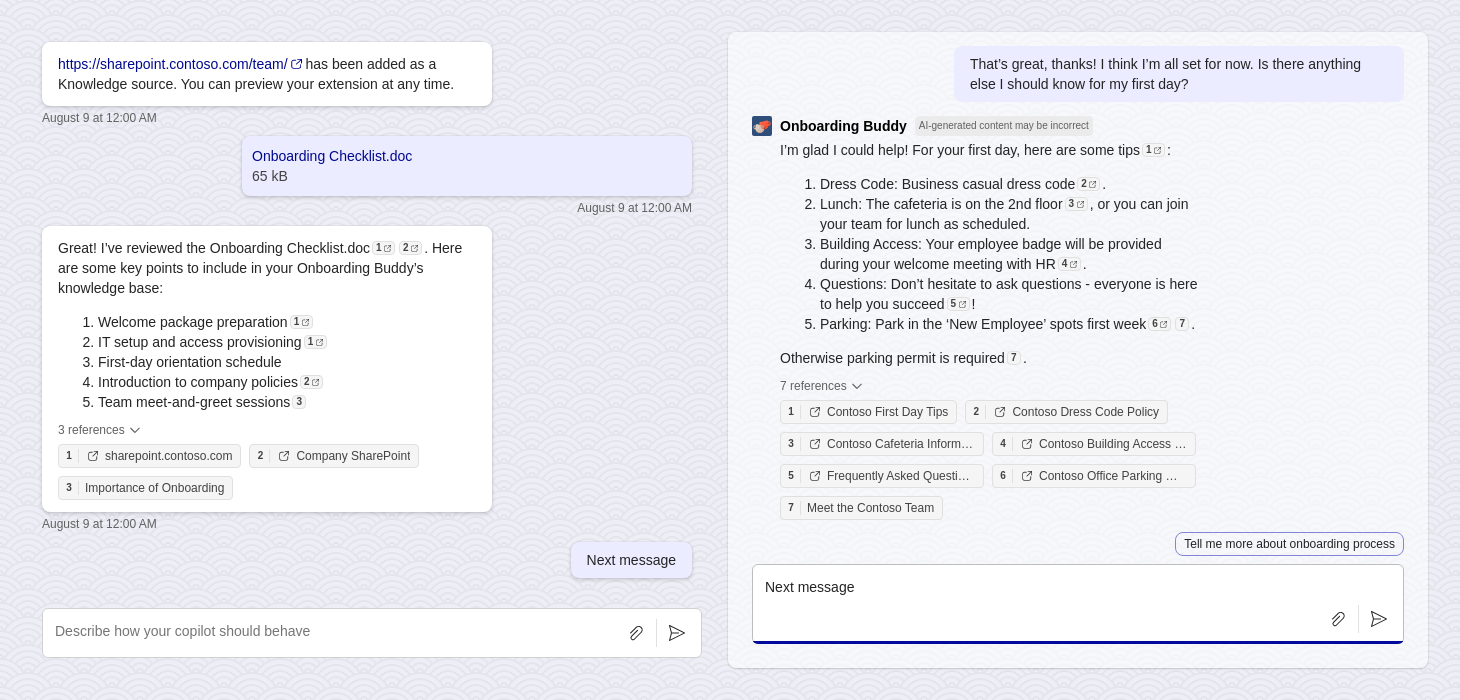 https://sharepoint.contoso.com/team/ has been added as a
Knowledge source. You can preview your extension at any time.
August 9 at 12:00 AM
Onboarding Checklist.doc
65 kB
August 9 at 12:00 AM
Great! I’ve reviewed the Onboarding Checklist.doc 1 2 . Here
are some key points to include in your Onboarding Buddy’s
knowledge base:
1. Welcome package preparation 1
2. IT setup and access provisioning 1
3. First-day orientation schedule
4. Introduction to company policies 2
5. Team meet-and-greet sessions 3
3 references
1 sharepoint.contoso.com 2 Company SharePoint
3 Importance of Onboarding
August 9 at 12:00 AM
Next message
Describe how your copilot should behave
That’s great, thanks! I think I’m all set for now. Is there anything
else I should know for my first day?
Onboarding Buddy AI-generated content may be incorrect
I’m glad I could help! For your first day, here are some tips 1 :
1. Dress Code: Business casual dress code 2 .
2. Lunch: The cafeteria is on the 2nd floor 3 , or you can join
your team for lunch as scheduled.
3. Building Access: Your employee badge will be provided
during your welcome meeting with HR 4 .
4. Questions: Don’t hesitate to ask questions - everyone is here
to help you succeed 5 !
5. Parking: Park in the ‘New Employee’ spots first week 6 7 .
Otherwise parking permit is required 7 .
7 references
1 Contoso First Day Tips 2 Contoso Dress Code Policy
3 Contoso Cafeteria Inform… 4 Contoso Building Access …
5 Frequently Asked Questi… 6 Contoso Office Parking …
7 Meet the Contoso Team
Tell me more about onboarding process
Next message